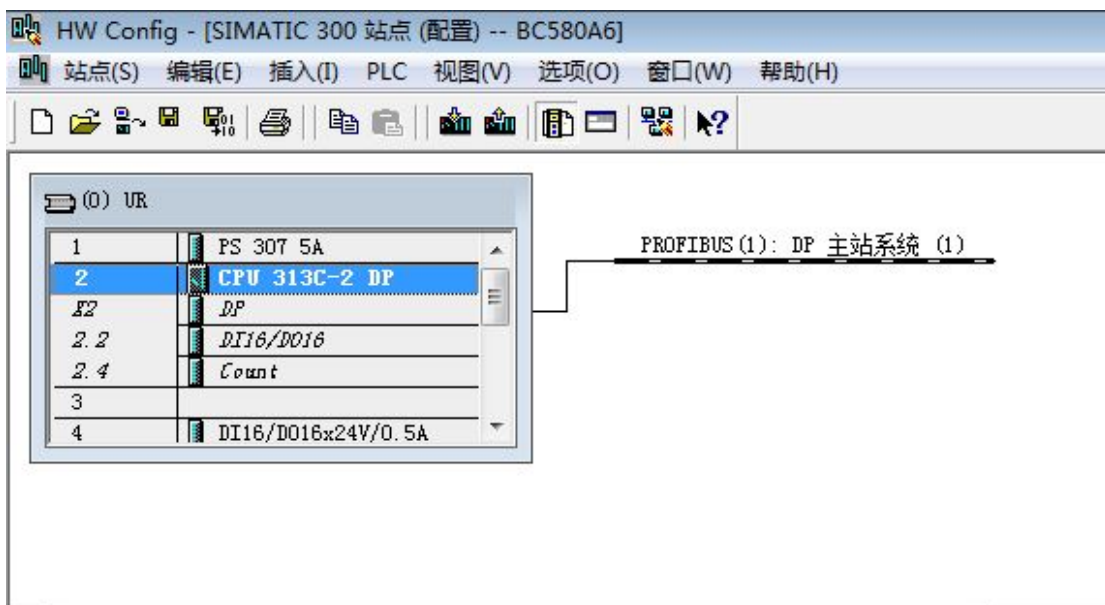 HW Config - [SIMATIC 300 站点 (配置) -- BC580A6]
站点(S) 编辑(E) 插入(I) PLC 视图(V) 选项(O) 窗口(W) 帮助(H)
(0) UR
1 PS 307 5A
2 CPU 313C-2 DP
X2 DP
2.2 DI16/DO16
2.4 Count
3
4 DI16/DO16x24V/0.5A
PROFIBUS(1): DP 主站系统 (1)